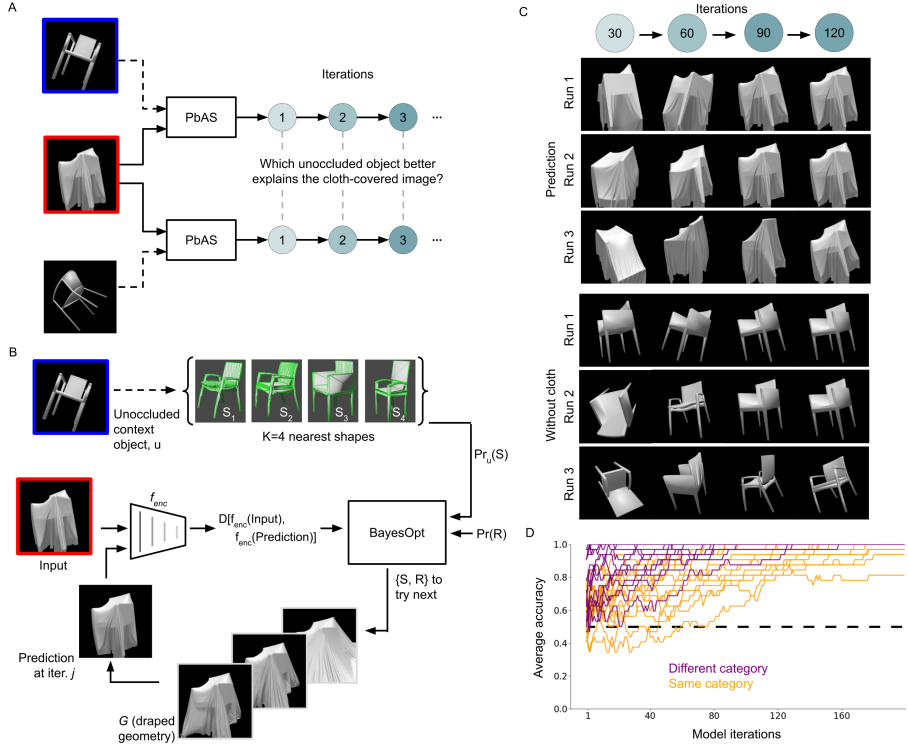 A
Iterations
PbAS
1
2
3
...
Which unoccluded object better
explains the cloth-covered image?
PbAS
1
2
3
...
B
Unoccluded
context
object, u
S1
S2
S3
S4
K=4 nearest shapes
Pru(S)
fenc
Input
D[fenc(Input),
fenc(Prediction)]
BayesOpt
Pr(R)
{S, R} to
try next
Prediction
at iter. j
G (draped
geometry)
C
Iterations
30
60
90
120
Prediction
Run 1
Run 2
Run 3
Without cloth
Run 1
Run 2
Run 3
D
Average accuracy
1.0
0.8
0.6
0.4
0.2
0.0
Different category
Same category
1
40
80
120
160
Model iterations